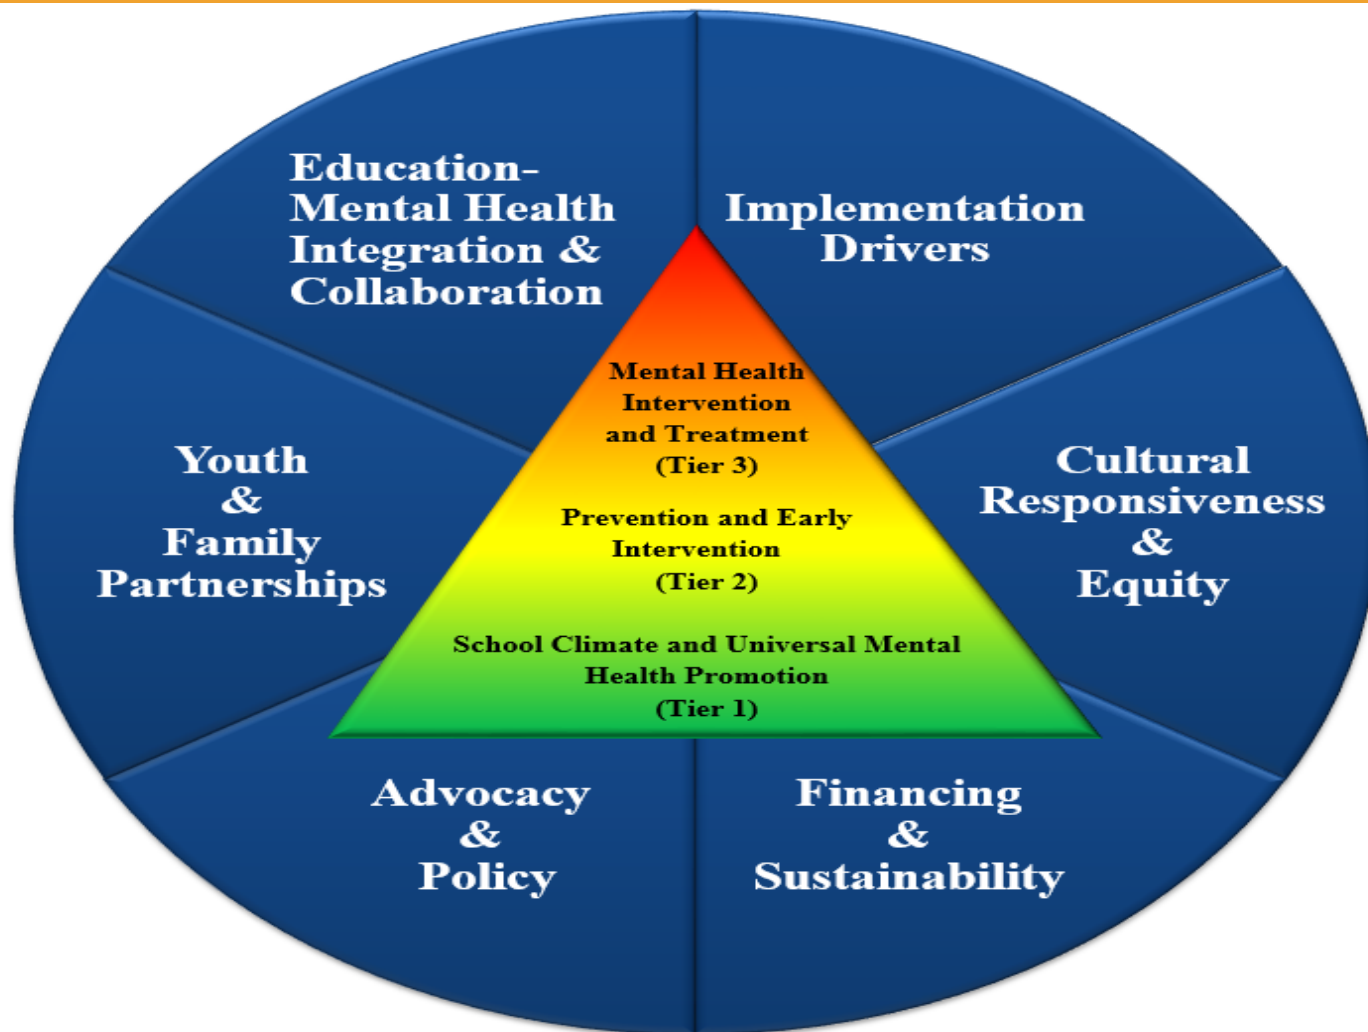 Education-
Mental Health
Integration &
Collaboration
Implementation
Drivers
Mental Health
Intervention
and Treatment
(Tier 3)
Youth
&
Family
Partnerships
Cultural
Responsiveness
&
Equity
Prevention and Early
Intervention
(Tier 2)
School Climate and Universal Mental
Health Promotion
(Tier 1)
Advocacy
&
Policy
Financing
&
Sustainability